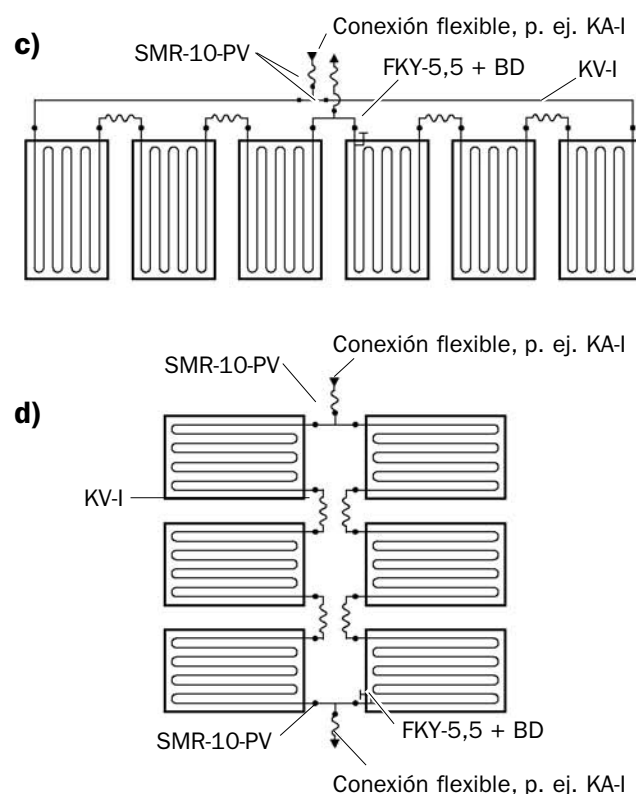 c)
Conexión flexible, p. ej. KA-I
SMR-10-PV
FKY-5,5 + BD
KV-I
d)
Conexión flexible, p. ej. KA-I
SMR-10-PV
KV-I
SMR-10-PV
FKY-5,5 + BD
Conexión flexible, p. ej. KA-I